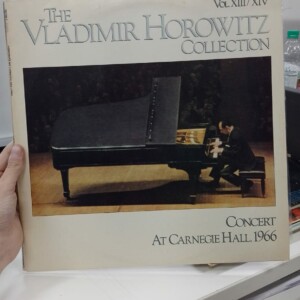 VOL. XIII / XIV
THE
VLADIMIR HOROWITZ
COLLECTION
CONCERT
AT CARNEGIE HALL. 1966